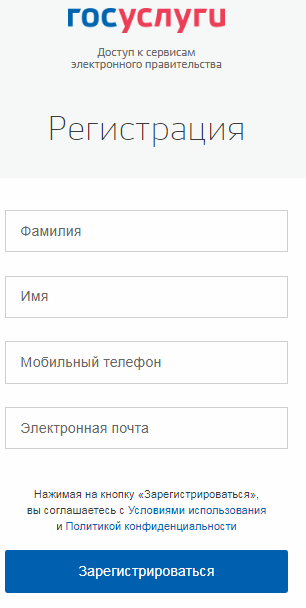 госуслуги
Доступ к сервисам
электронного правительства
Регистрация
Фамилия
Имя
Мобильный телефон
Электронная почта
Нажимая на кнопку «Зарегистрироваться»,
вы соглашаетесь с Условиями использования
и Политикой конфиденциальности
Зарегистрироваться